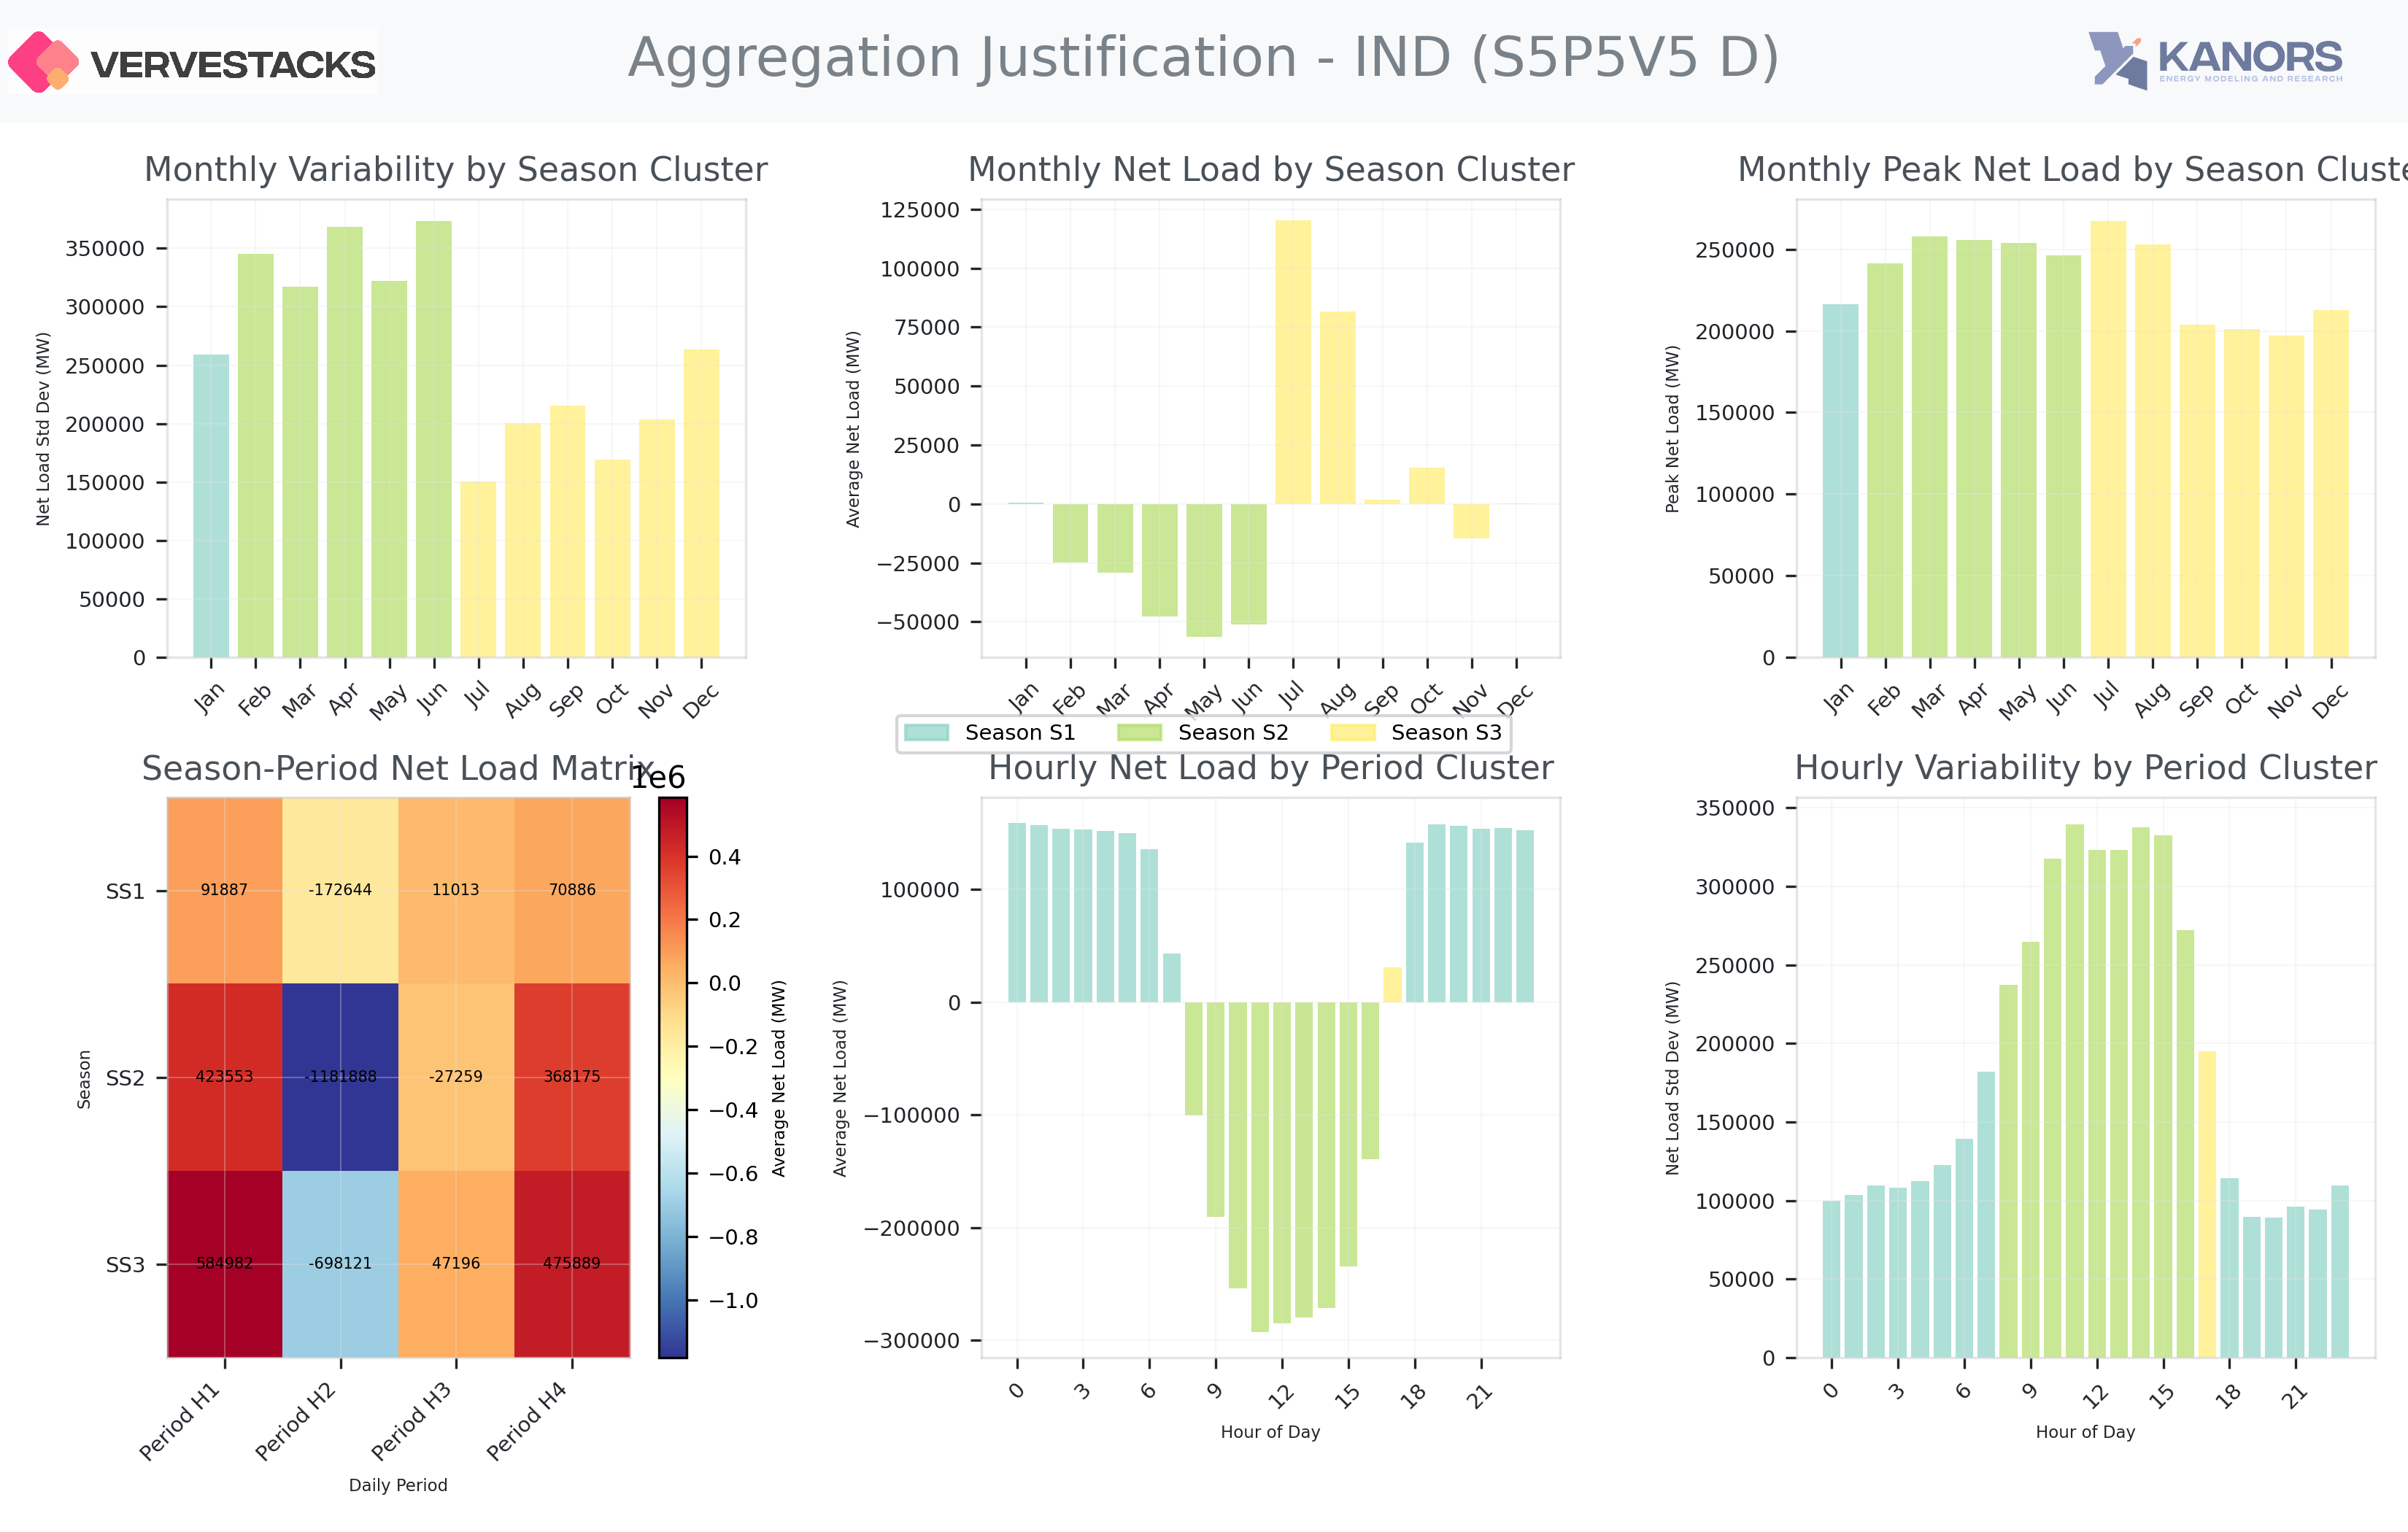 VERVESTACKS
Aggregation Justification - IND (S5P5V5 D)
KANORS
ENERGY MODELING AND RESEARCH
Monthly Variability by Season Cluster
Net Load Std Dev (MW)
350000
300000
250000
200000
150000
100000
50000
0
Jan Feb Mar Apr May Jun Jul Aug Sep Oct Nov Dec
Monthly Net Load by Season Cluster
Average Net Load (MW)
125000
100000
75000
50000
25000
0
−25000
−50000
Jan Feb Mar Apr May Jun Jul Aug Sep Oct Nov Dec
Monthly Peak Net Load by Season Cluste
Peak Net Load (MW)
250000
200000
150000
100000
50000
0
Jan Feb Mar Apr May Jun Jul Aug Sep Oct Nov Dec
Season S1 Season S2 Season S3
Season-Period Net Load Matrix
1e6
Season
SS1 91887 -172644 11013 70886
SS2 423553 -1181888 -27259 368175
SS3 584982 -698121 47196 475889
Period H1 Period H2 Period H3 Period H4
Daily Period
0.4
0.2
0.0
−0.2
−0.4
−0.6
−0.8
−1.0
Average Net Load (MW)
Hourly Net Load by Period Cluster
Average Net Load (MW)
100000
0
−100000
−200000
−300000
0 3 6 9 12 15 18 21
Hour of Day
Hourly Variability by Period Cluster
Net Load Std Dev (MW)
350000
300000
250000
200000
150000
100000
50000
0
0 3 6 9 12 15 18 21
Hour of Day